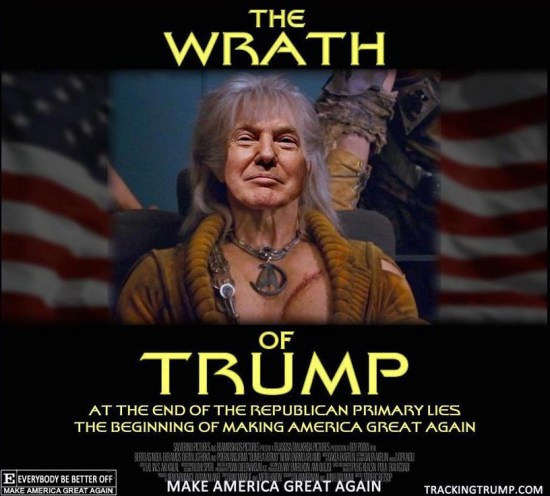 THE
WRATH
OF
TRUMP
AT THE END OF THE REPUBLICAN PRIMARY LIES
THE BEGINNING OF MAKING AMERICA GREAT AGAIN
MAKE AMERICA GREAT AGAIN
E EVERYBODY BE BETTER OFF
MAKE AMERICA GREAT AGAIN
TRACKINGTRUMP.COM